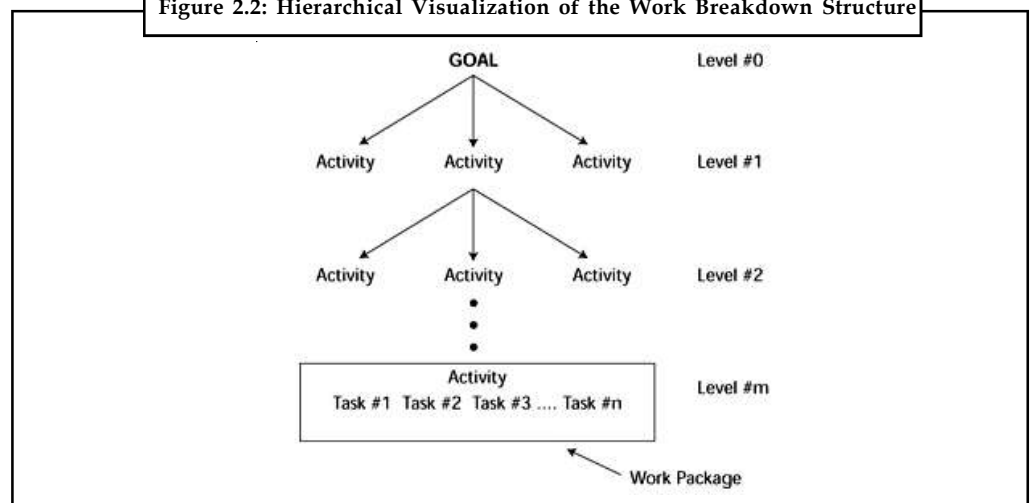 Figure 2.2: Hierarchical Visualization of the Work Breakdown Structure
GOAL Level #0
Activity Activity Activity Level #1
Activity Activity Activity Level #2
Activity
Level #m
Task #1 Task #2 Task #3 .... Task #n
Work Package